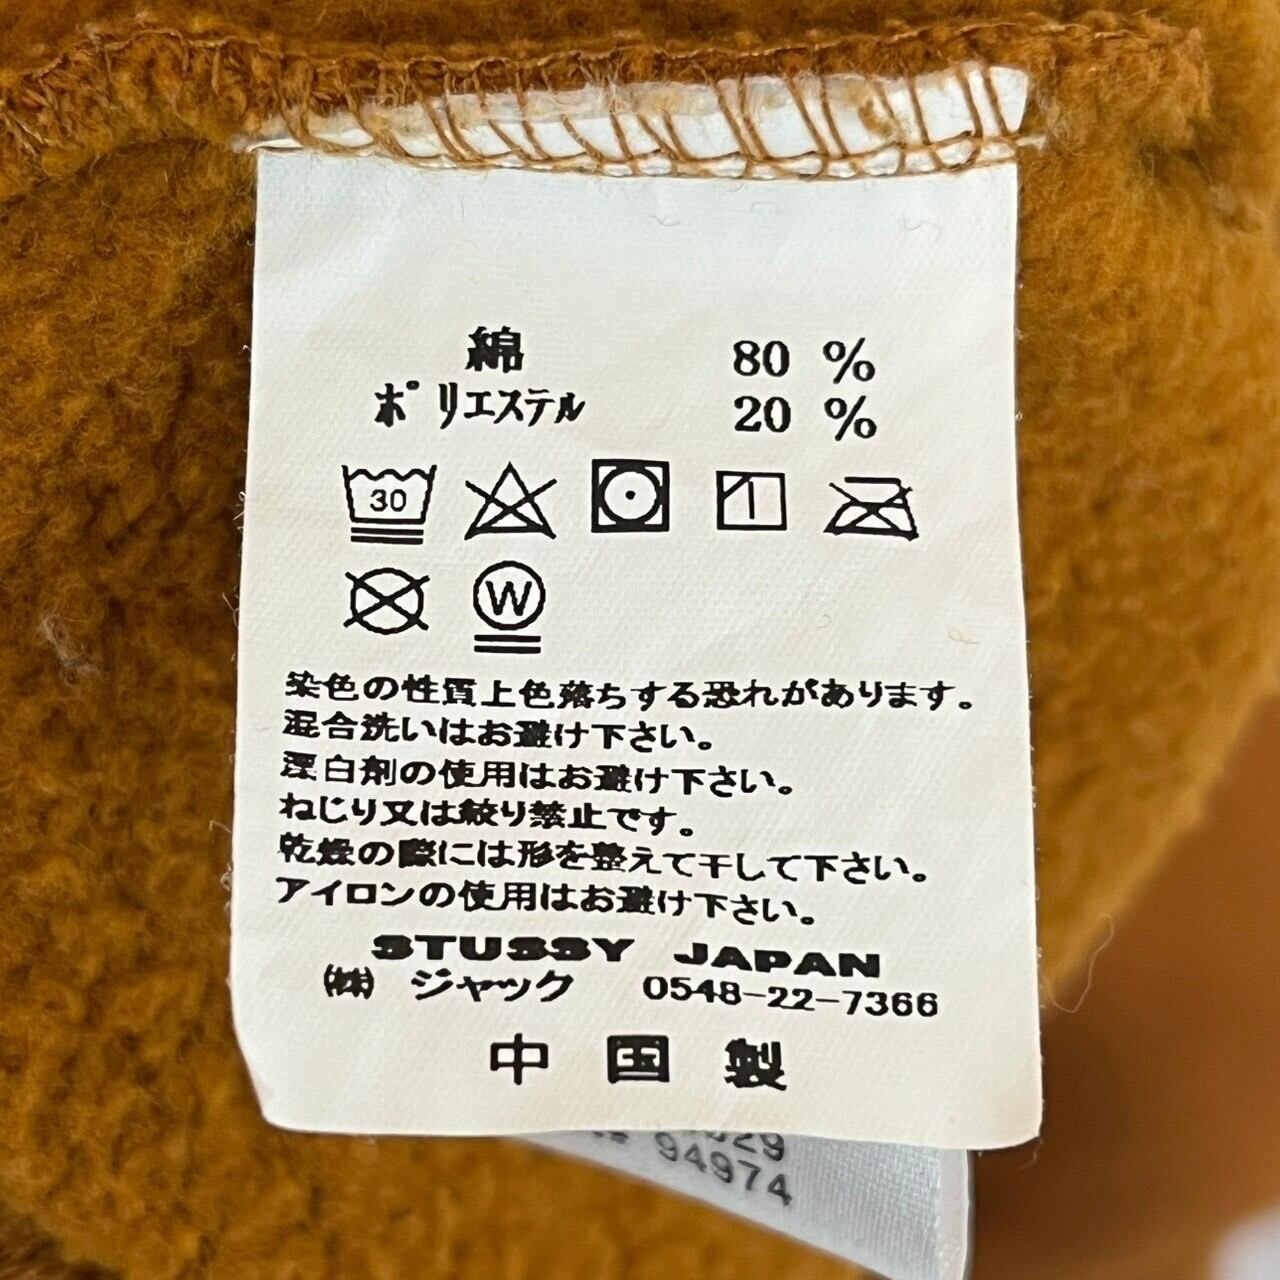 綿 80 %
ポリエステル 20 %
30
W
染色の性質上色落ちする恐れがあります。
混合洗いはお避け下さい。
漂白剤の使用はお避け下さい。
ねじり又は絞り禁止です。
乾燥の際には形を整えて干して下さい。
アイロンの使用はお避け下さい。
STUSSY JAPAN
㈱ ジャック 0548-22-7366
中国製
94974